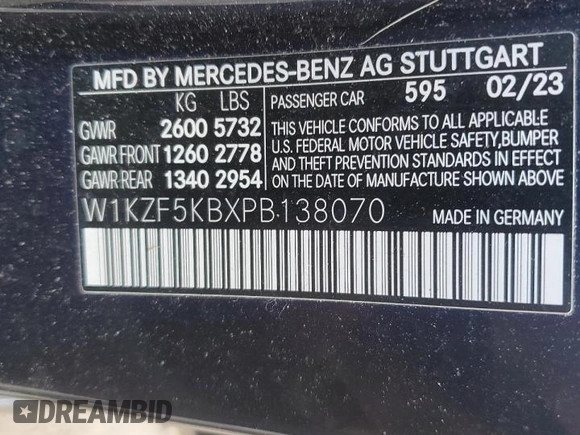 MFD BY MERCEDES-BENZ AG STUTTGART
KG LBS
GVWR 2600 5732
GAWR FRONT 1260 2778
GAWR REAR 1340 2954
PASSENGER CAR 595 02/23
THIS VEHICLE CONFORMS TO ALL APPLICABLE
U.S. FEDERAL MOTOR VEHICLE SAFETY,BUMPER
AND THEFT PREVENTION STANDARDS IN EFFECT
ON THE DATE OF MANUFACTURE SHOWN ABOVE.
W1KZF5KBXPB138070
MADE IN GERMANY
DREAMBID